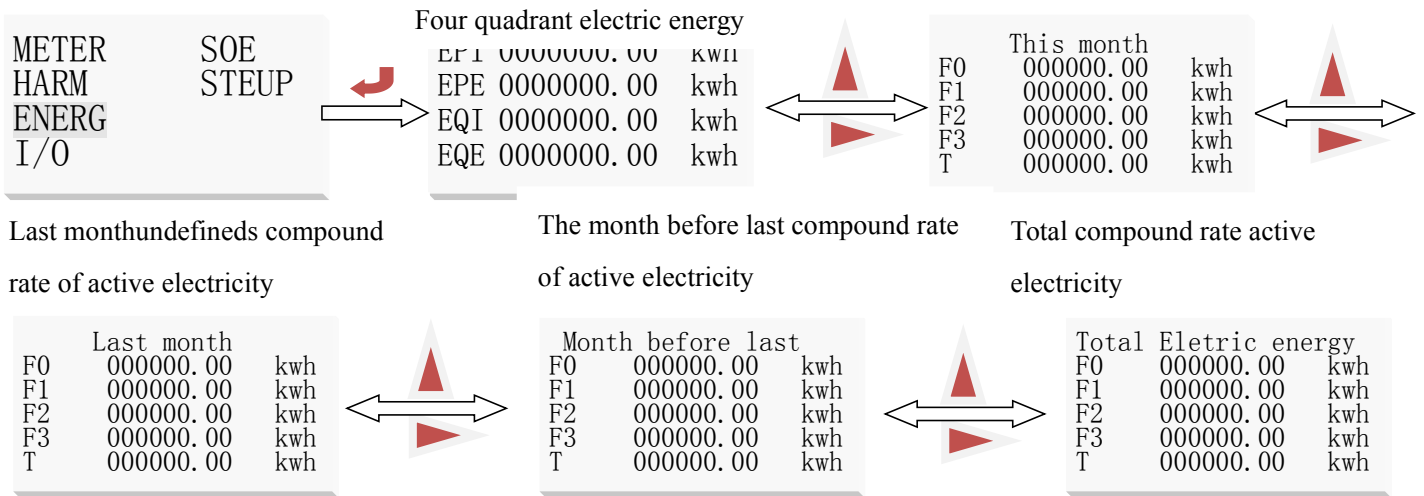 METER SOE
HARM STEUP
ENERG
I/O
Four quadrant electric energy
EPI 0000000.00 kwh
EPE 0000000.00 kwh
EQI 0000000.00 kwh
EQE 0000000.00 kwh
This month
F0 000000.00 kwh
F1 000000.00 kwh
F2 000000.00 kwh
F3 000000.00 kwh
T 000000.00 kwh
Last monthundefineds compound
rate of active electricity
The month before last compound rate
of active electricity
Total compound rate active
electricity
Last month
F0 000000.00 kwh
F1 000000.00 kwh
F2 000000.00 kwh
F3 000000.00 kwh
T 000000.00 kwh
Month before last
F0 000000.00 kwh
F1 000000.00 kwh
F2 000000.00 kwh
F3 000000.00 kwh
T 000000.00 kwh
Total Eletric energy
F0 000000.00 kwh
F1 000000.00 kwh
F2 000000.00 kwh
F3 000000.00 kwh
T 000000.00 kwh